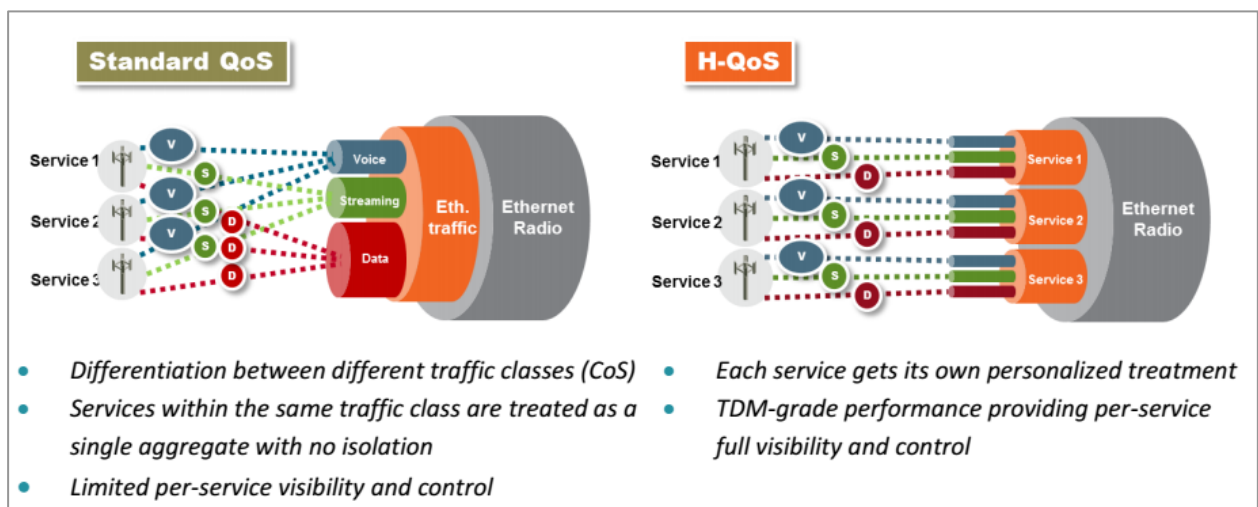 Standard QoS
Service 1
Service 2
Service 3
V
S
V
S
D
V
S
D
D
Voice
Streaming
Data
Eth.
traffic
Ethernet
Radio
• Differentiation between different traffic classes (CoS)
• Services within the same traffic class are treated as a
single aggregate with no isolation
• Limited per-service visibility and control
H-QoS
Service 1
V
S
D
Service 1
Service 2
V
S
D
Service 2
Service 3
V
S
D
Service 3
Ethernet
Radio
• Each service gets its own personalized treatment
• TDM-grade performance providing per-service
full visibility and control